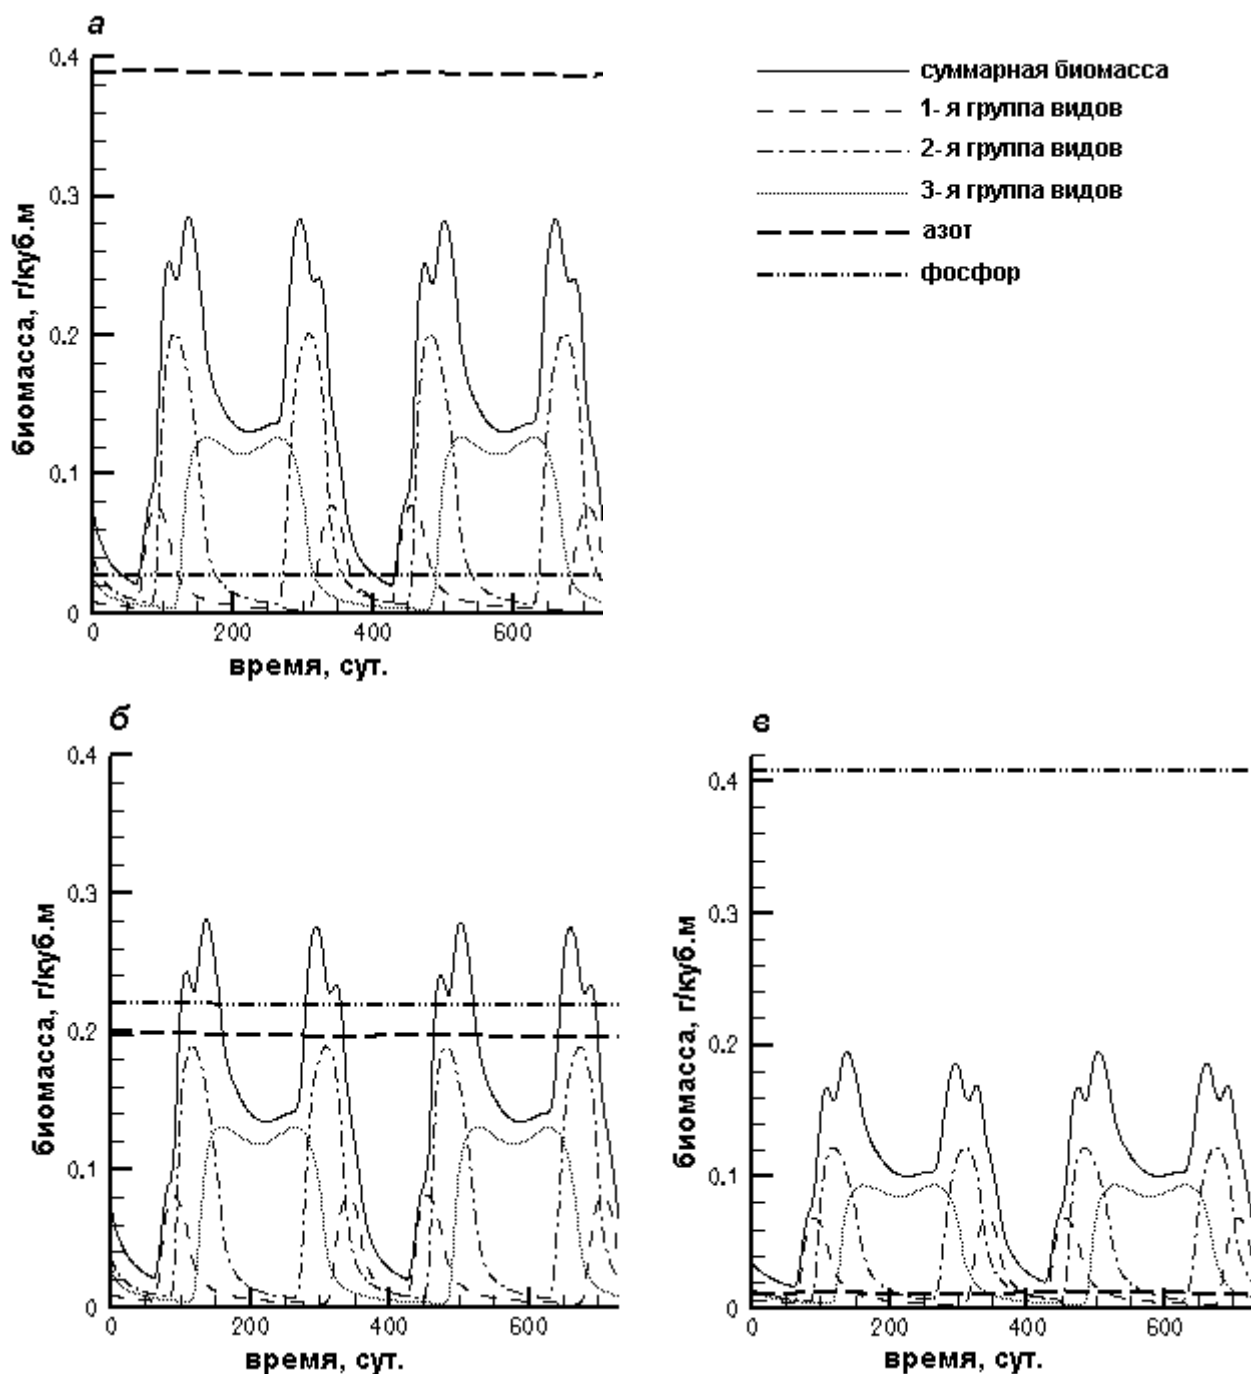 а
0.4
0.3
0.2
0.1
0
биомасса, г/куб.м
0
200
400
600
время, сут.
суммарная биомасса
1- я группа видов
2- я группа видов
3- я группа видов
азот
фосфор
б
0.4
0.3
0.2
0.1
0
биомасса, г/куб.м
0
200
400
600
время, сут.
в
0.4
0.3
0.2
0.1
0
биомасса, г/куб.м
0
200
400
600
время, сут.